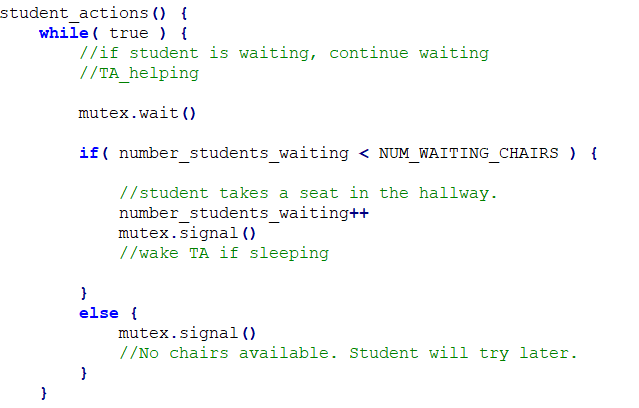 student_actions() {
    while( true ) {
        //if student is waiting, continue waiting
        //TA_helping

        mutex.wait()

        if( number_students_waiting < NUM_WAITING_CHAIRS ) {

            //student takes a seat in the hallway.
            number_students_waiting++
            mutex.signal()
            //wake TA if sleeping

        }
        else {
            mutex.signal()
            //No chairs available. Student will try later.
        }
    }